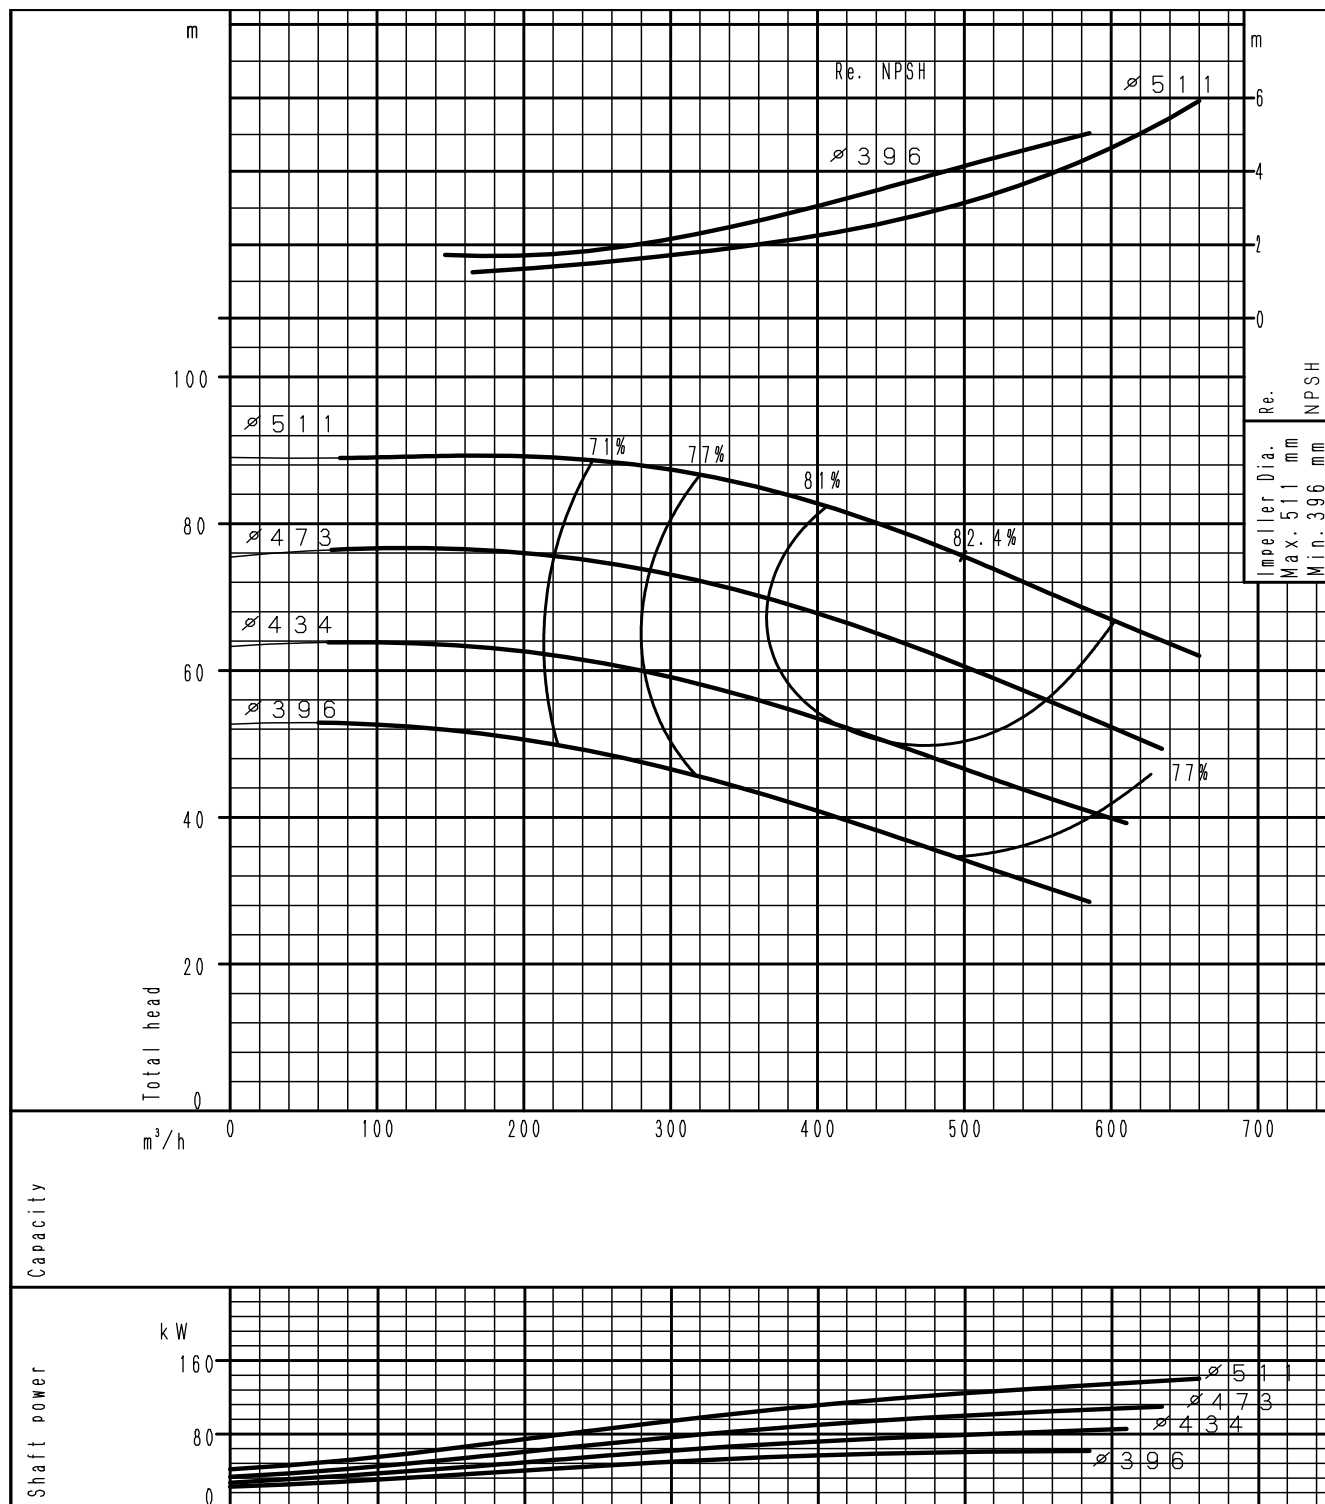 m
m
Re. NPSH
ø 511
6
ø 396
4
2
0
100
Re. NPSH
ø 511
71%
77%
81%
Impeller Dia.
Max. 511 mm
Min. 396 mm
80
ø 473
82.4%
ø 434
60
ø 396
77%
40
20
Total head
0
m³/h
0 100 200 300 400 500 600 700
Capacity
kW
160
ø 511
ø 473
ø 434
80
ø 396
Shaft power
0